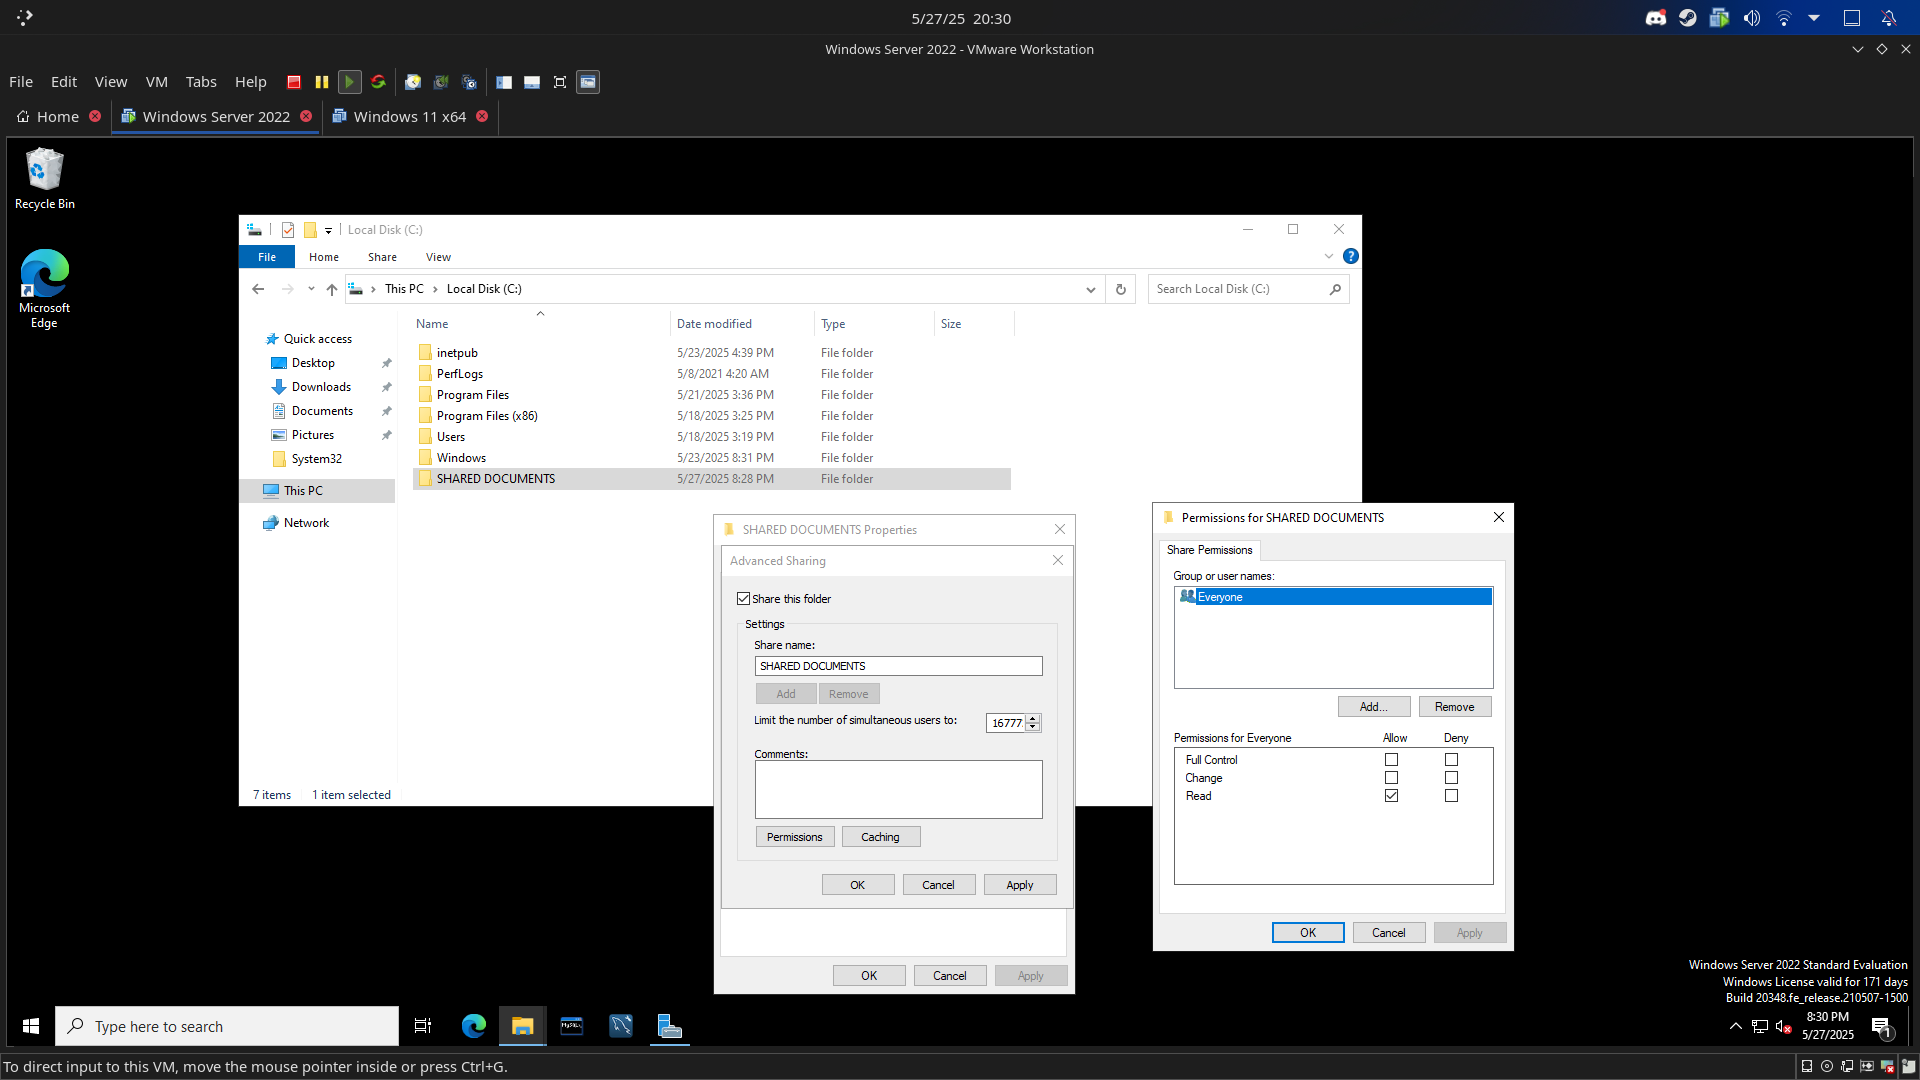 5/27/25 20:30
Windows Server 2022 - VMware Workstation
File Edit View VM Tabs Help
Home Windows Server 2022 Windows 11 x64
Recycle Bin
Microsoft
Edge
Local Disk (C:)
File Home Share View
This PC Local Disk (C:)
Search Local Disk (C:)
Name Date modified Type Size
Quick access
Desktop
Downloads
Documents
Pictures
System32
This PC
Network
inetpub 5/23/2025 4:39 PM File folder
PerfLogs 5/8/2021 4:20 AM File folder
Program Files 5/21/2025 3:36 PM File folder
Program Files (x86) 5/18/2025 3:25 PM File folder
Users 5/18/2025 3:19 PM File folder
Windows 5/23/2025 8:31 PM File folder
SHARED DOCUMENTS 5/27/2025 8:28 PM File folder
7 items 1 item selected
SHARED DOCUMENTS Properties
Advanced Sharing
Share this folder
Settings
Share name:
SHARED DOCUMENTS
Add Remove
Limit the number of simultaneous users to: 16777
Comments:
Permissions Caching
OK Cancel Apply
OK Cancel Apply
Permissions for SHARED DOCUMENTS
Share Permissions
Group or user names:
Everyone
Add... Remove
Permissions for Everyone Allow Deny
Full Control
Change
Read
OK Cancel Apply
Windows Server 2022 Standard Evaluation
Windows License valid for 171 days
Build 20348.fe_release.210507-1500
Type here to search
MySQL
8:30 PM
5/27/2025
1
To direct input to this VM, move the mouse pointer inside or press Ctrl+G.